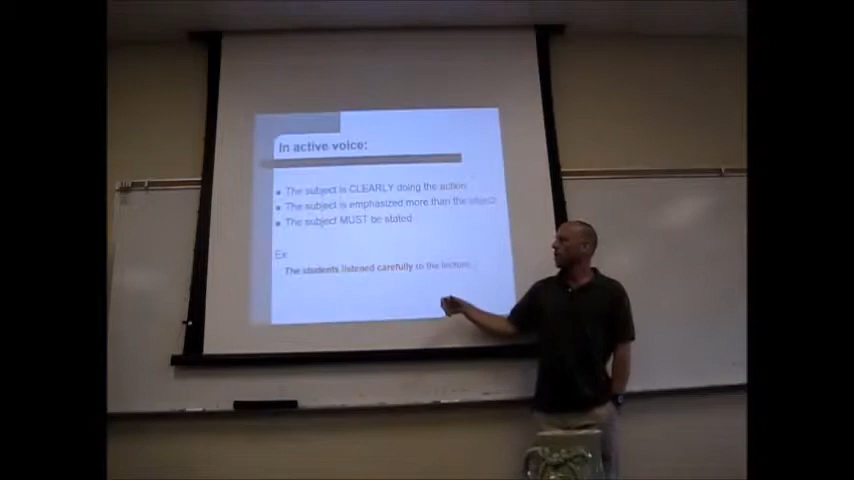 In active voice:
The subject is CLEARLY doing the action
The subject is emphasized more than the object
The subject MUST be stated
Ex:
The students listened carefully to the lecture.